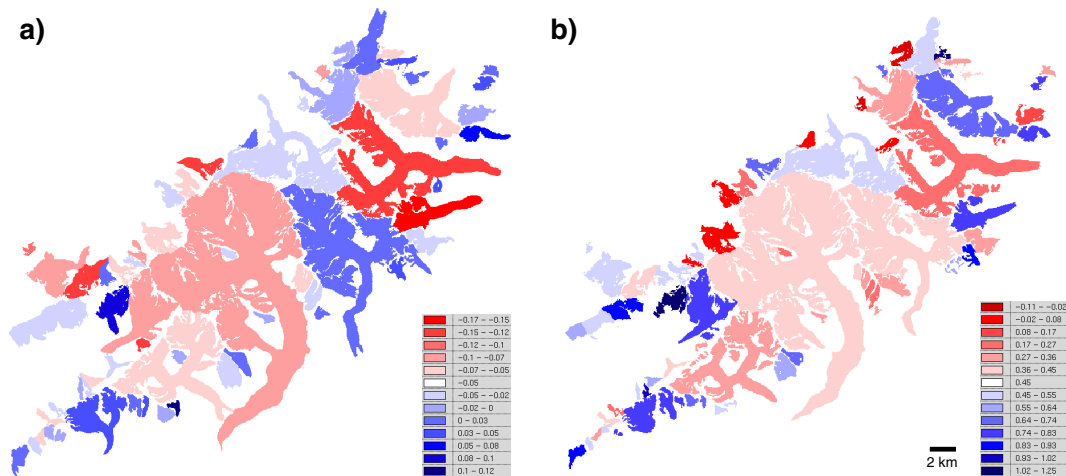 a)
b)
-0.17 – -0.15
-0.15 – -0.12
-0.12 – -0.1
-0.1 – -0.07
-0.07 – -0.05
-0.05
-0.05 – -0.02
-0.02 – 0
0 – 0.03
0.03 – 0.05
0.05 – 0.08
0.08 – 0.1
0.1 – 0.12
-0.11 – -0.02
-0.02 – 0.08
0.08 – 0.17
0.17 – 0.27
0.27 – 0.36
0.36 – 0.45
0.45
0.45 – 0.55
0.55 – 0.64
0.64 – 0.74
0.74 – 0.83
0.83 – 0.93
0.93 – 1.02
1.02 – 1.25
2 km